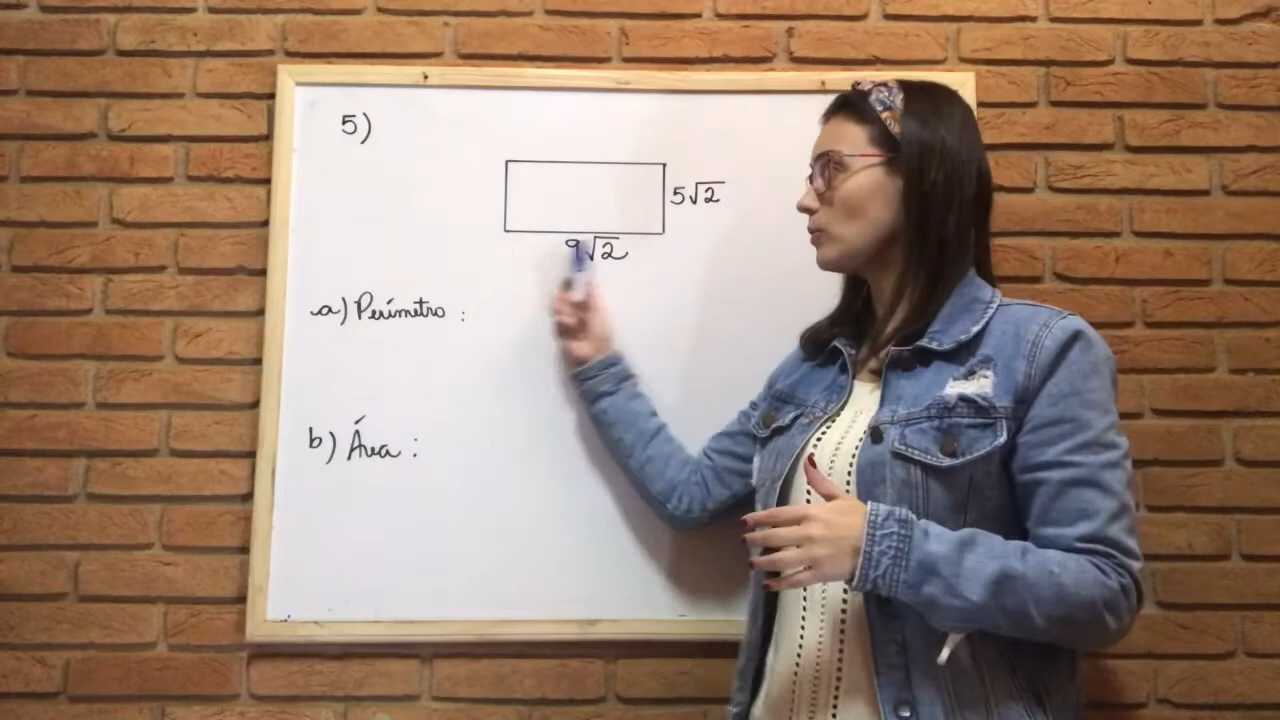 5)
5√2
9√2
a) Perímetro :
b) Área :